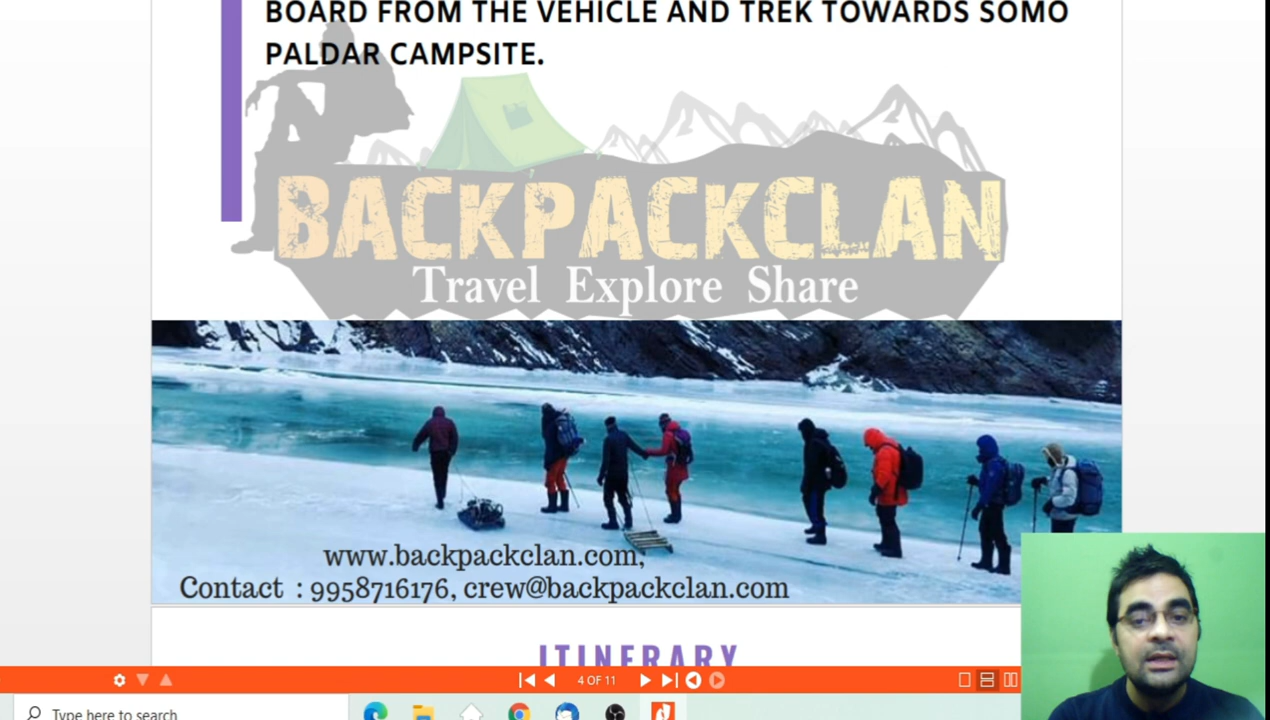 BOARD FROM THE VEHICLE AND TREK TOWARDS SOMO
PALDAR CAMPSITE.
BACKPACKCLAN
Travel Explore Share
www.backpackclan.com,
Contact : 9958716176, crew@backpackclan.com
ITINERARY
4 OF 11
Type here to search